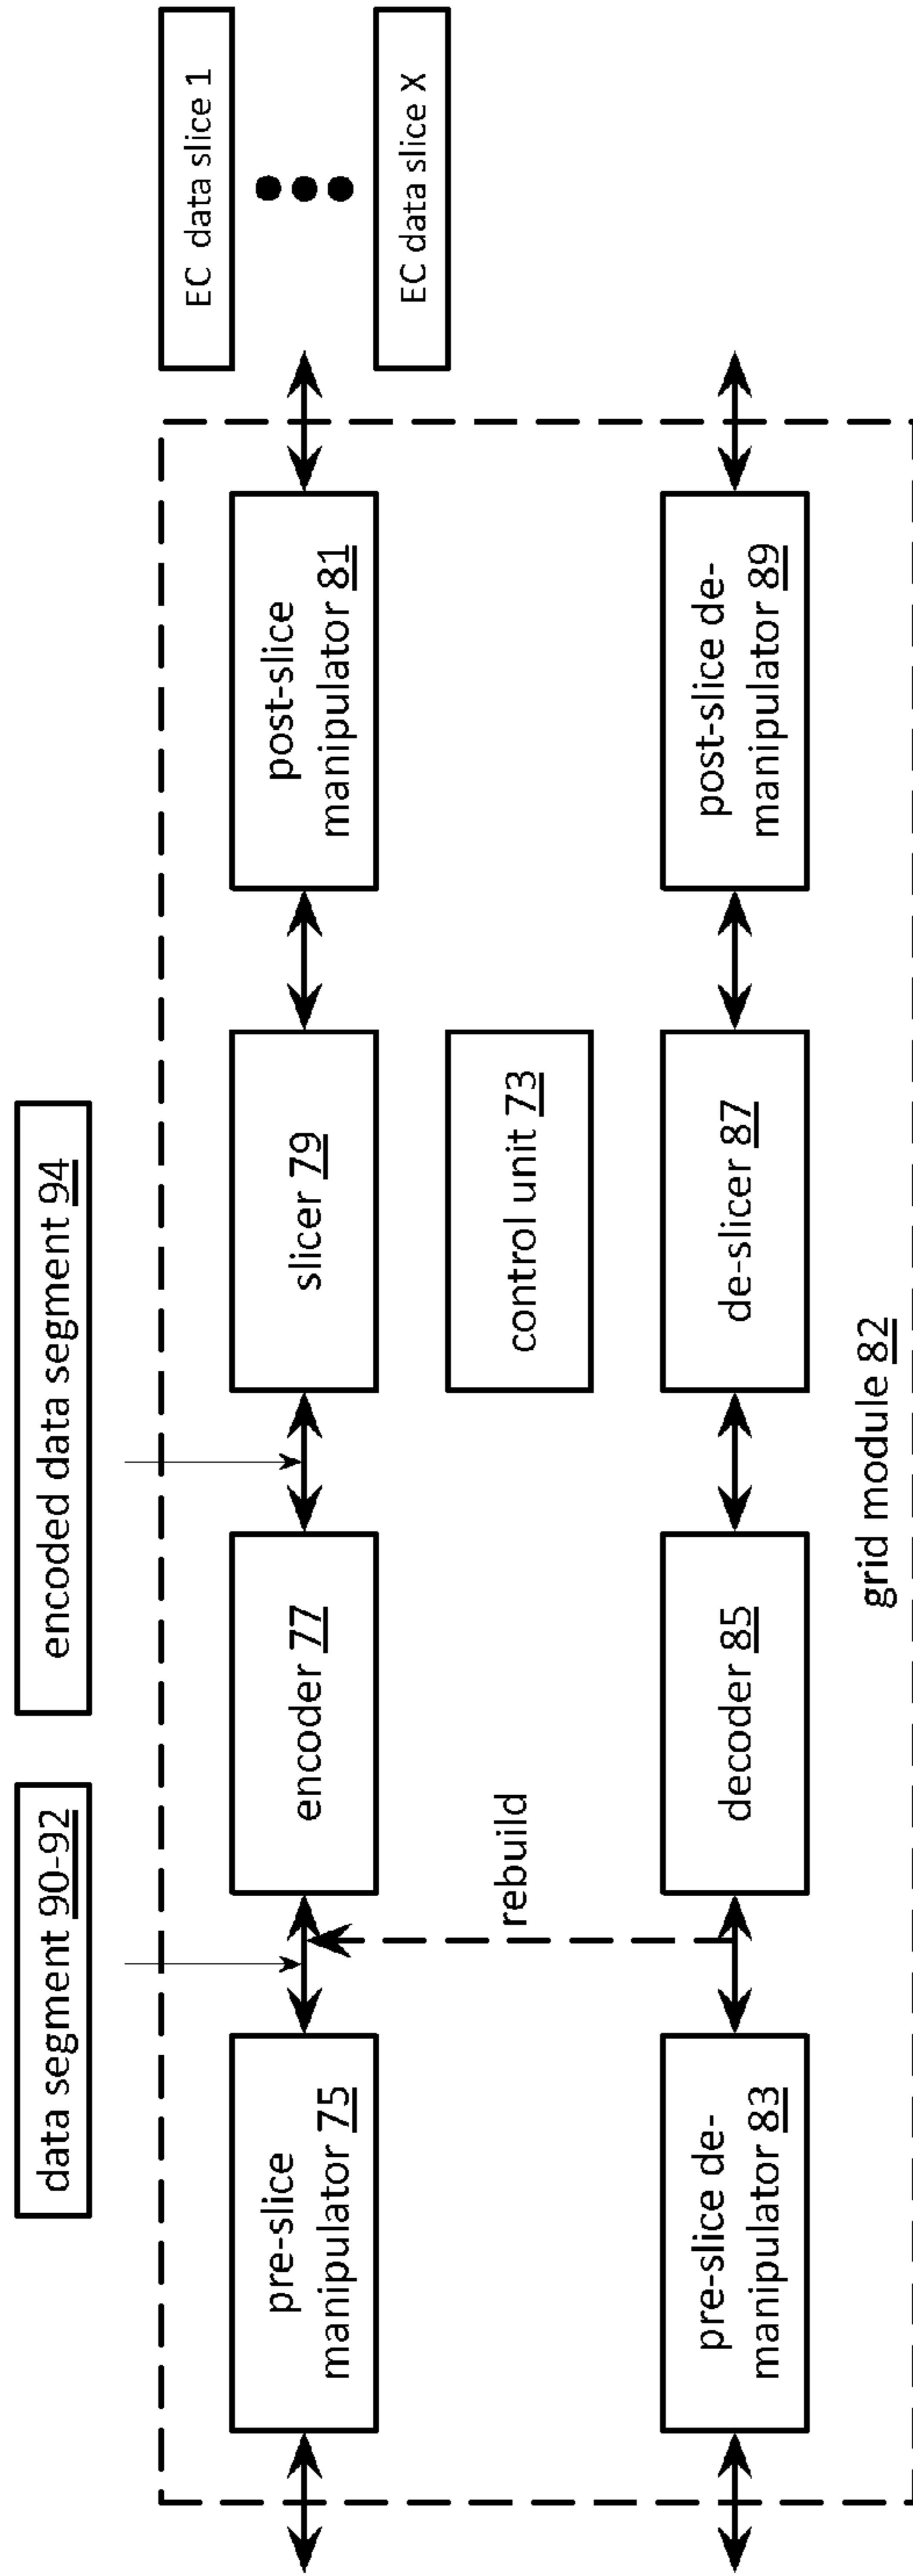 data segment 90-92
encoded data segment 94
EC data slice 1
EC data slice X
pre-slice
manipulator 75
encoder 77
slicer 79
post-slice
manipulator 81
rebuild
control unit 73
pre-slice de-
manipulator 83
decoder 85
de-slicer 87
post-slice de-
manipulator 89
grid module 82